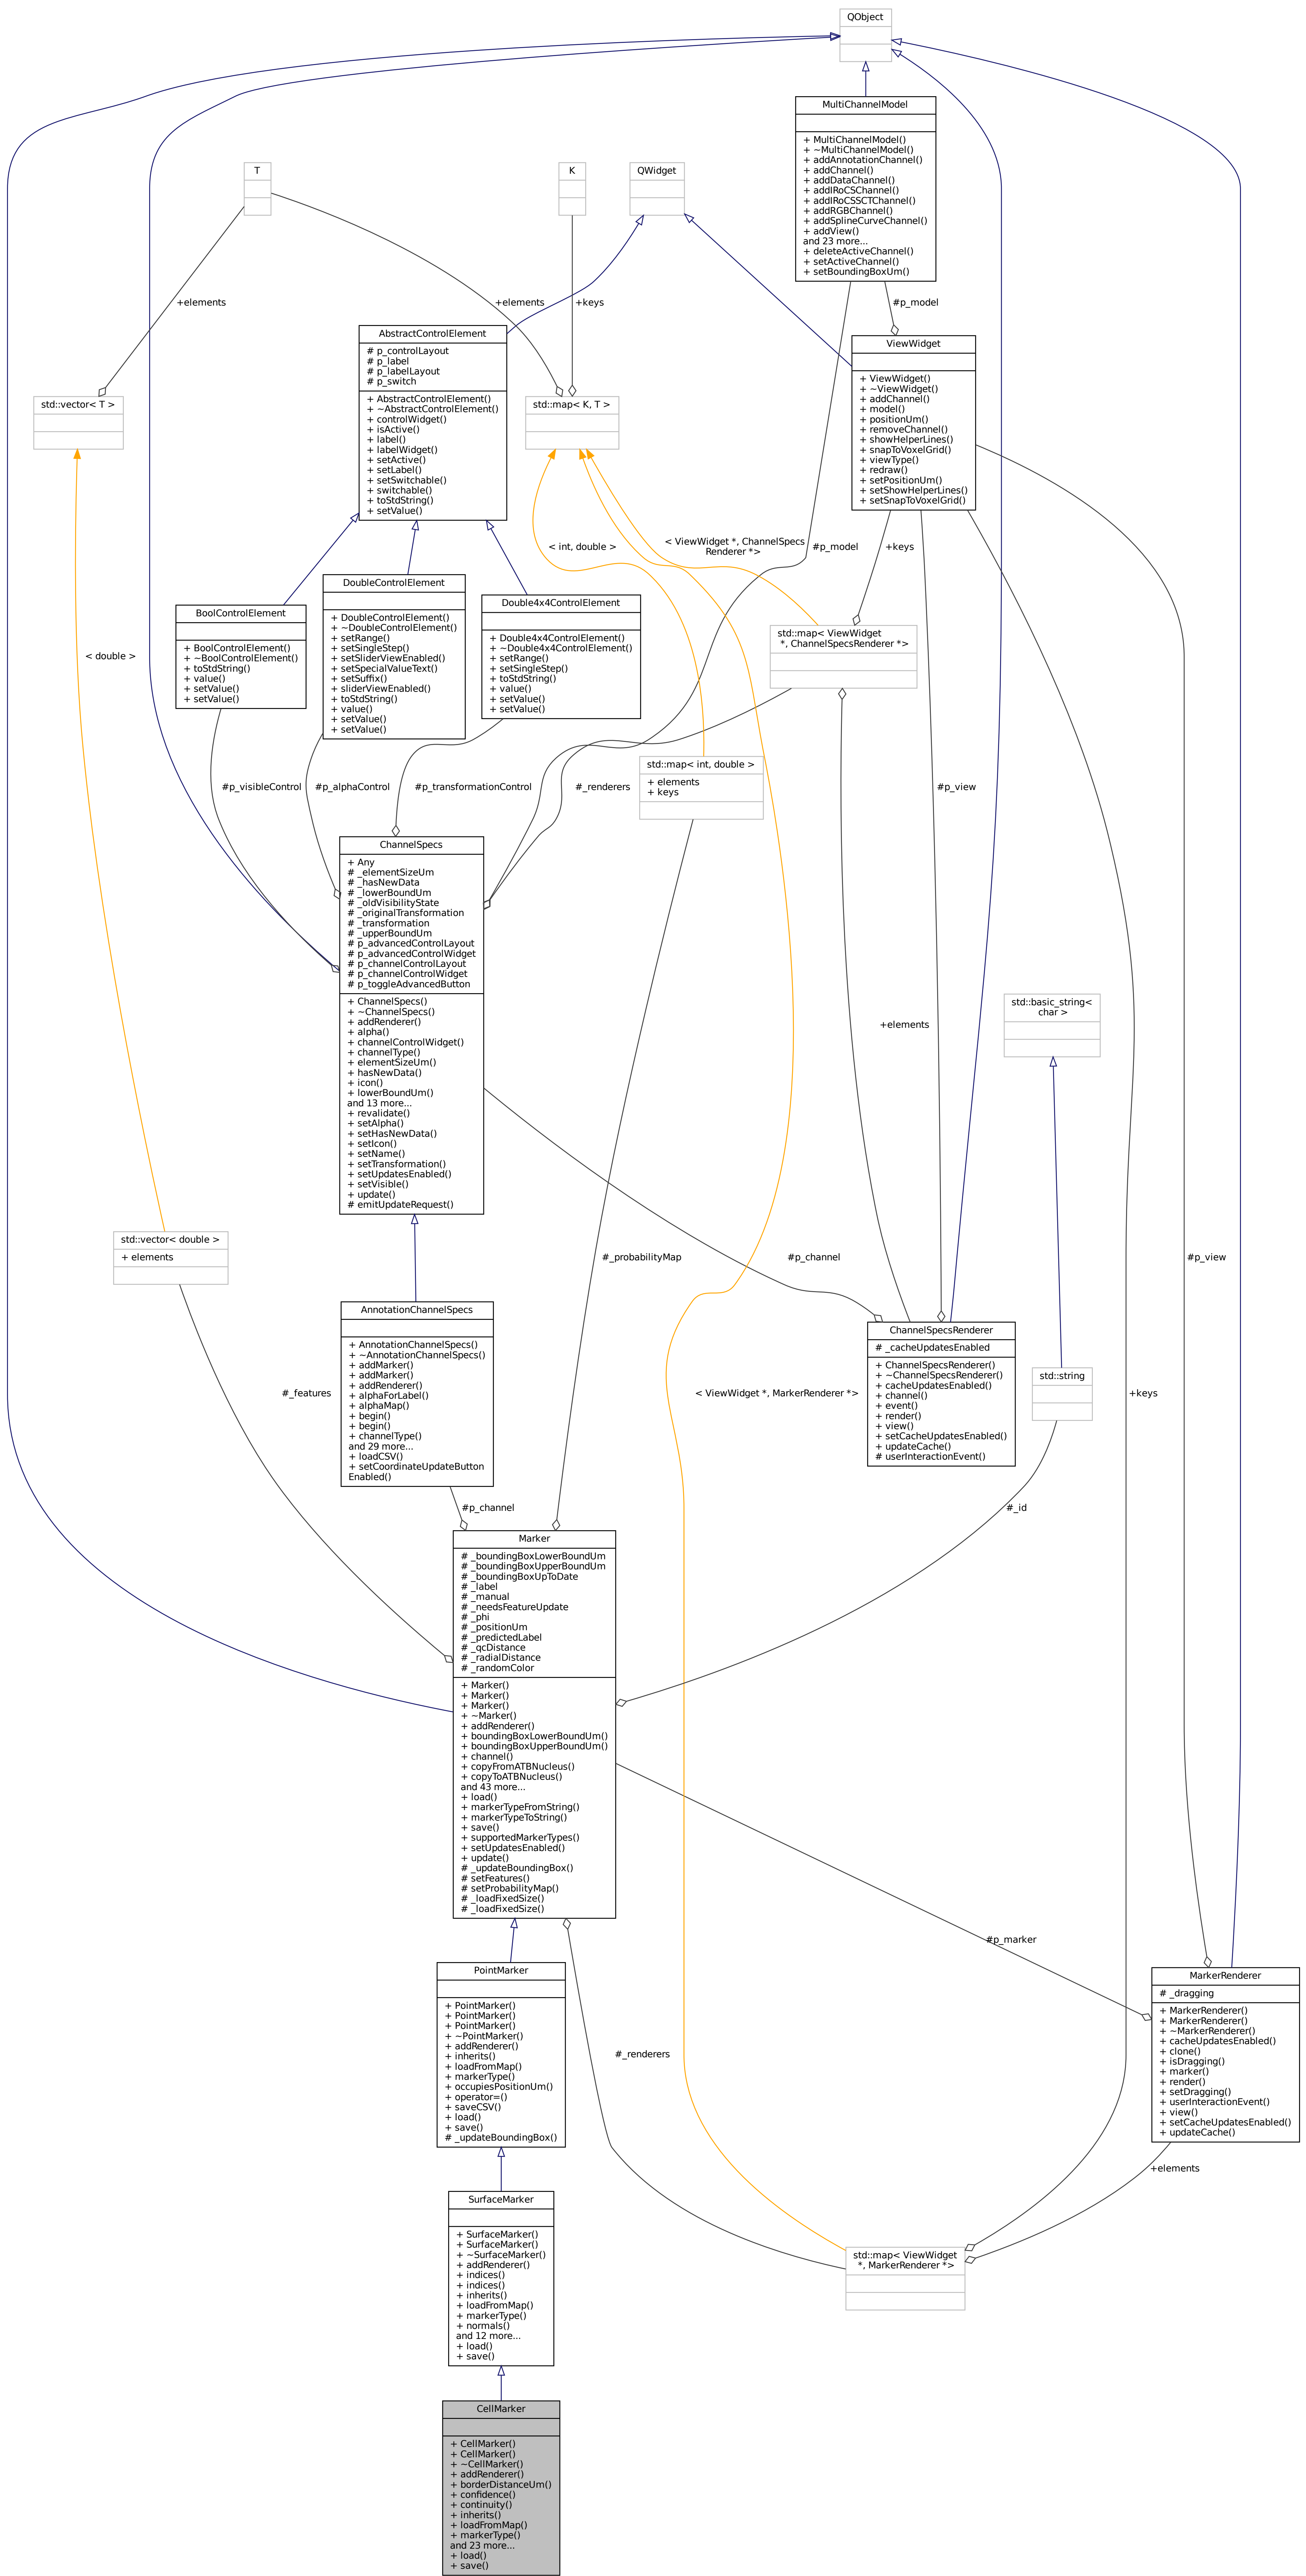 QObject
MultiChannelModel
+ MultiChannelModel()
+ ~MultiChannelModel()
+ addAnnotationChannel()
+ addChannel()
+ addDataChannel()
+ addIRoCSChannel()
+ addIRoCSSCTChannel()
+ addRGBChannel()
+ addSplineCurveChannel()
+ addView()
and 23 more...
+ deleteActiveChannel()
+ setActiveChannel()
+ setBoundingBoxUm()
T
K
QWidget
+elements
+elements
+keys
#p_model
AbstractControlElement
# p_controlLayout
# p_label
# p_labelLayout
# p_switch
+ AbstractControlElement()
+ ~AbstractControlElement()
+ controlWidget()
+ isActive()
+ label()
+ labelWidget()
+ setActive()
+ setLabel()
+ setSwitchable()
+ switchable()
+ toStdString()
+ setValue()
ViewWidget
+ ViewWidget()
+ ~ViewWidget()
+ addChannel()
+ model()
+ positionUm()
+ removeChannel()
+ showHelperLines()
+ snapToVoxelGrid()
+ viewType()
+ redraw()
+ setPositionUm()
+ setShowHelperLines()
+ setSnapToVoxelGrid()
std::vector< T >
std::map< K, T >
< int, double >
< ViewWidget *, ChannelSpecs
Renderer *>
#p_model
+keys
BoolControlElement
+ BoolControlElement()
+ ~BoolControlElement()
+ toStdString()
+ value()
+ setValue()
+ setValue()
DoubleControlElement
+ DoubleControlElement()
+ ~DoubleControlElement()
+ setRange()
+ setSingleStep()
+ setSliderViewEnabled()
+ setSpecialValueText()
+ setSuffix()
+ sliderViewEnabled()
+ toStdString()
+ value()
+ setValue()
+ setValue()
Double4x4ControlElement
+ Double4x4ControlElement()
+ ~Double4x4ControlElement()
+ setRange()
+ setSingleStep()
+ toStdString()
+ value()
+ setValue()
+ setValue()
std::map< ViewWidget
*, ChannelSpecsRenderer *>
< double >
std::map< int, double >
+ elements
+ keys
#p_visibleControl
#p_alphaControl
#p_transformationControl
#_renderers
#p_view
ChannelSpecs
+ Any
# _elementSizeUm
# _hasNewData
# _lowerBoundUm
# _oldVisibilityState
# _originalTransformation
# _transformation
# _upperBoundUm
# p_advancedControlLayout
# p_advancedControlWidget
# p_channelControlLayout
# p_channelControlWidget
# p_toggleAdvancedButton
+ ChannelSpecs()
+ ~ChannelSpecs()
+ addRenderer()
+ alpha()
+ channelControlWidget()
+ channelType()
+ elementSizeUm()
+ hasNewData()
+ icon()
+ lowerBoundUm()
and 13 more...
+ revalidate()
+ setAlpha()
+ setHasNewData()
+ setIcon()
+ setName()
+ setTransformation()
+ setUpdatesEnabled()
+ setVisible()
+ update()
# emitUpdateRequest()
std::basic_string<
char >
+elements
std::vector< double >
+ elements
#_probabilityMap
#p_channel
#p_view
AnnotationChannelSpecs
+ AnnotationChannelSpecs()
+ ~AnnotationChannelSpecs()
+ addMarker()
+ addMarker()
+ addRenderer()
+ alphaForLabel()
+ alphaMap()
+ begin()
+ begin()
+ channelType()
and 29 more...
+ loadCSV()
+ setCoordinateUpdateButton
Enabled()
ChannelSpecsRenderer
# _cacheUpdatesEnabled
+ ChannelSpecsRenderer()
+ ~ChannelSpecsRenderer()
+ cacheUpdatesEnabled()
+ channel()
+ event()
+ render()
+ view()
+ setCacheUpdatesEnabled()
+ updateCache()
# userInteractionEvent()
std::string
#_features
< ViewWidget *, MarkerRenderer *>
+keys
#p_channel
#_id
Marker
# _boundingBoxLowerBoundUm
# _boundingBoxUpperBoundUm
# _boundingBoxUpToDate
# _label
# _manual
# _needsFeatureUpdate
# _phi
# _positionUm
# _predictedLabel
# _qcDistance
# _radialDistance
# _randomColor
+ Marker()
+ Marker()
+ Marker()
+ ~Marker()
+ addRenderer()
+ boundingBoxLowerBoundUm()
+ boundingBoxUpperBoundUm()
+ channel()
+ copyFromATBNucleus()
+ copyToATBNucleus()
and 43 more...
+ load()
+ markerTypeFromString()
+ markerTypeToString()
+ save()
+ supportedMarkerTypes()
+ setUpdatesEnabled()
+ update()
# _updateBoundingBox()
# setFeatures()
# setProbabilityMap()
# _loadFixedSize()
# _loadFixedSize()
#p_marker
PointMarker
+ PointMarker()
+ PointMarker()
+ PointMarker()
+ ~PointMarker()
+ addRenderer()
+ inherits()
+ loadFromMap()
+ markerType()
+ occupiesPositionUm()
+ operator=()
+ saveCSV()
+ load()
+ save()
# _updateBoundingBox()
#_renderers
MarkerRenderer
# _dragging
+ MarkerRenderer()
+ MarkerRenderer()
+ ~MarkerRenderer()
+ cacheUpdatesEnabled()
+ clone()
+ isDragging()
+ marker()
+ render()
+ setDragging()
+ userInteractionEvent()
+ view()
+ setCacheUpdatesEnabled()
+ updateCache()
+elements
SurfaceMarker
+ SurfaceMarker()
+ SurfaceMarker()
+ ~SurfaceMarker()
+ addRenderer()
+ indices()
+ indices()
+ inherits()
+ loadFromMap()
+ markerType()
+ normals()
and 12 more...
+ load()
+ save()
std::map< ViewWidget
*, MarkerRenderer *>
CellMarker
+ CellMarker()
+ CellMarker()
+ ~CellMarker()
+ addRenderer()
+ borderDistanceUm()
+ confidence()
+ continuity()
+ inherits()
+ loadFromMap()
+ markerType()
and 23 more...
+ load()
+ save()